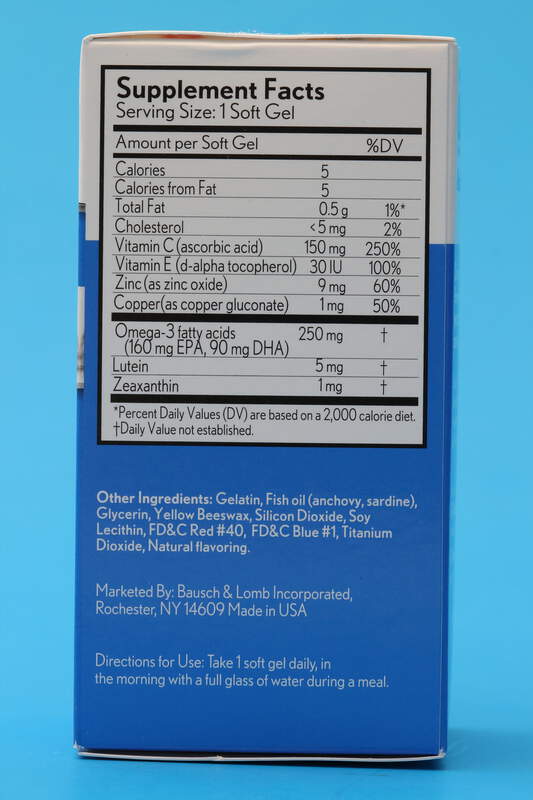 Supplement Facts
Serving Size: 1 Soft Gel
Amount per Soft Gel %DV
Calories 5
Calories from Fat 5
Total Fat 0.5 g 1%*
Cholesterol <5 mg 2%
Vitamin C (ascorbic acid) 150 mg 250%
Vitamin E (d-alpha tocopherol) 30 IU 100%
Zinc (as zinc oxide) 9 mg 60%
Copper(as copper gluconate) 1 mg 50%
Omega-3 fatty acids 250 mg †
(160 mg EPA, 90 mg DHA)
Lutein 5 mg †
Zeaxanthin 1 mg †
*Percent Daily Values (DV) are based on a 2,000 calorie diet.
†Daily Value not established.
Other Ingredients: Gelatin, Fish oil (anchovy, sardine),
Glycerin, Yellow Beeswax, Silicon Dioxide, Soy
Lecithin, FD&C Red #40, FD&C Blue #1, Titanium
Dioxide, Natural flavoring.
Marketed By: Bausch & Lomb Incorporated,
Rochester, NY 14609 Made in USA
Directions for Use: Take 1 soft gel daily, in
the morning with a full glass of water during a meal.